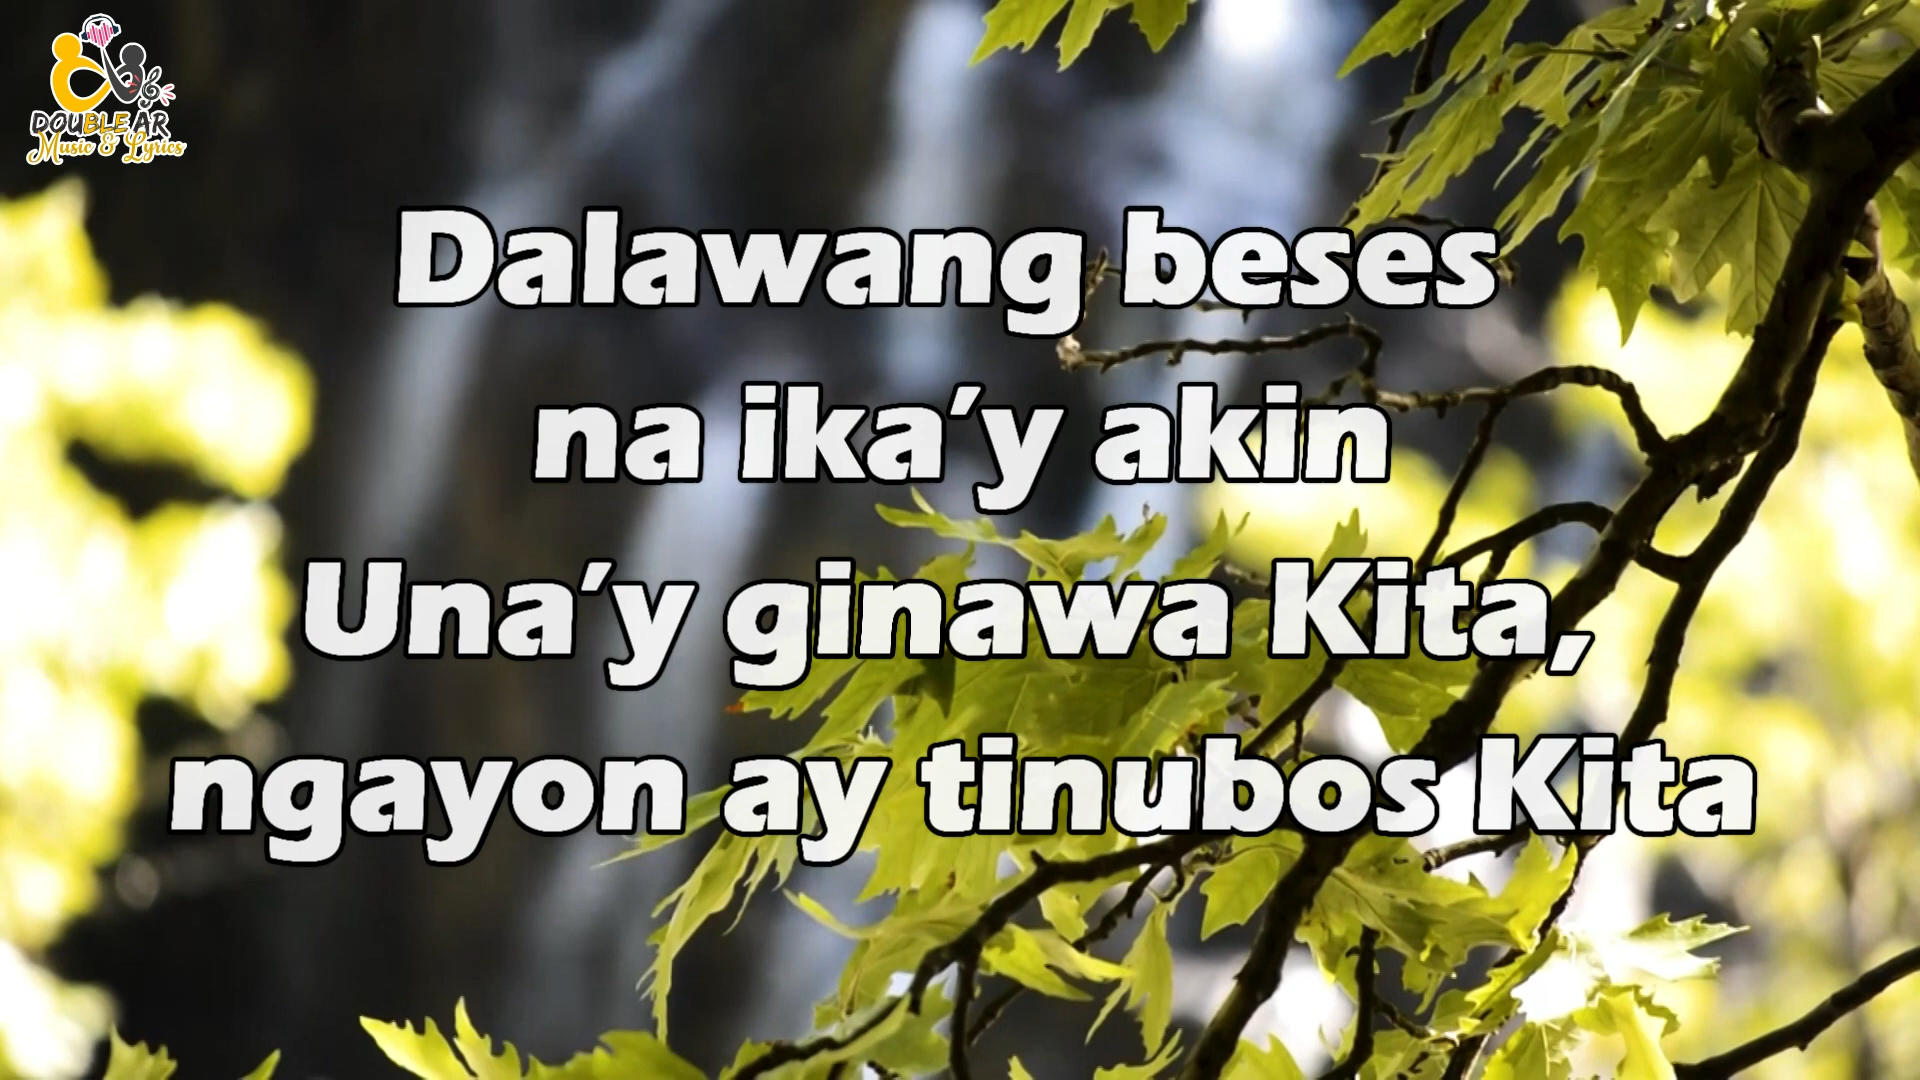 DOUBLE AR
Music & Lyrics
Dalawang beses
na ika'y akin
Una'y ginawa Kita,
ngayon ay tinubos Kita